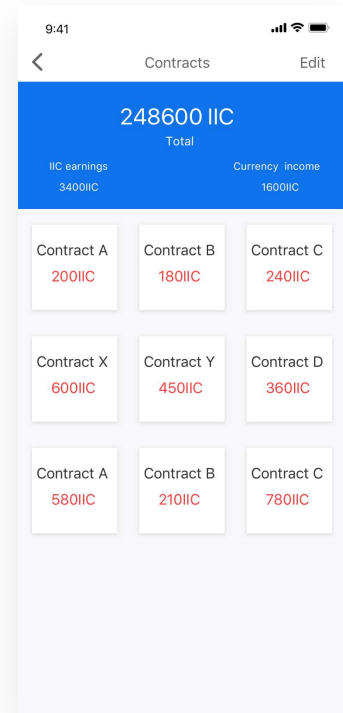 9:41
Contracts Edit
248600 IIC
Total
IIC earnings Currency income
3400IIC 1600IIC
Contract A Contract B Contract C
200IIC 180IIC 240IIC
Contract X Contract Y Contract D
600IIC 450IIC 360IIC
Contract A Contract B Contract C
580IIC 210IIC 780IIC